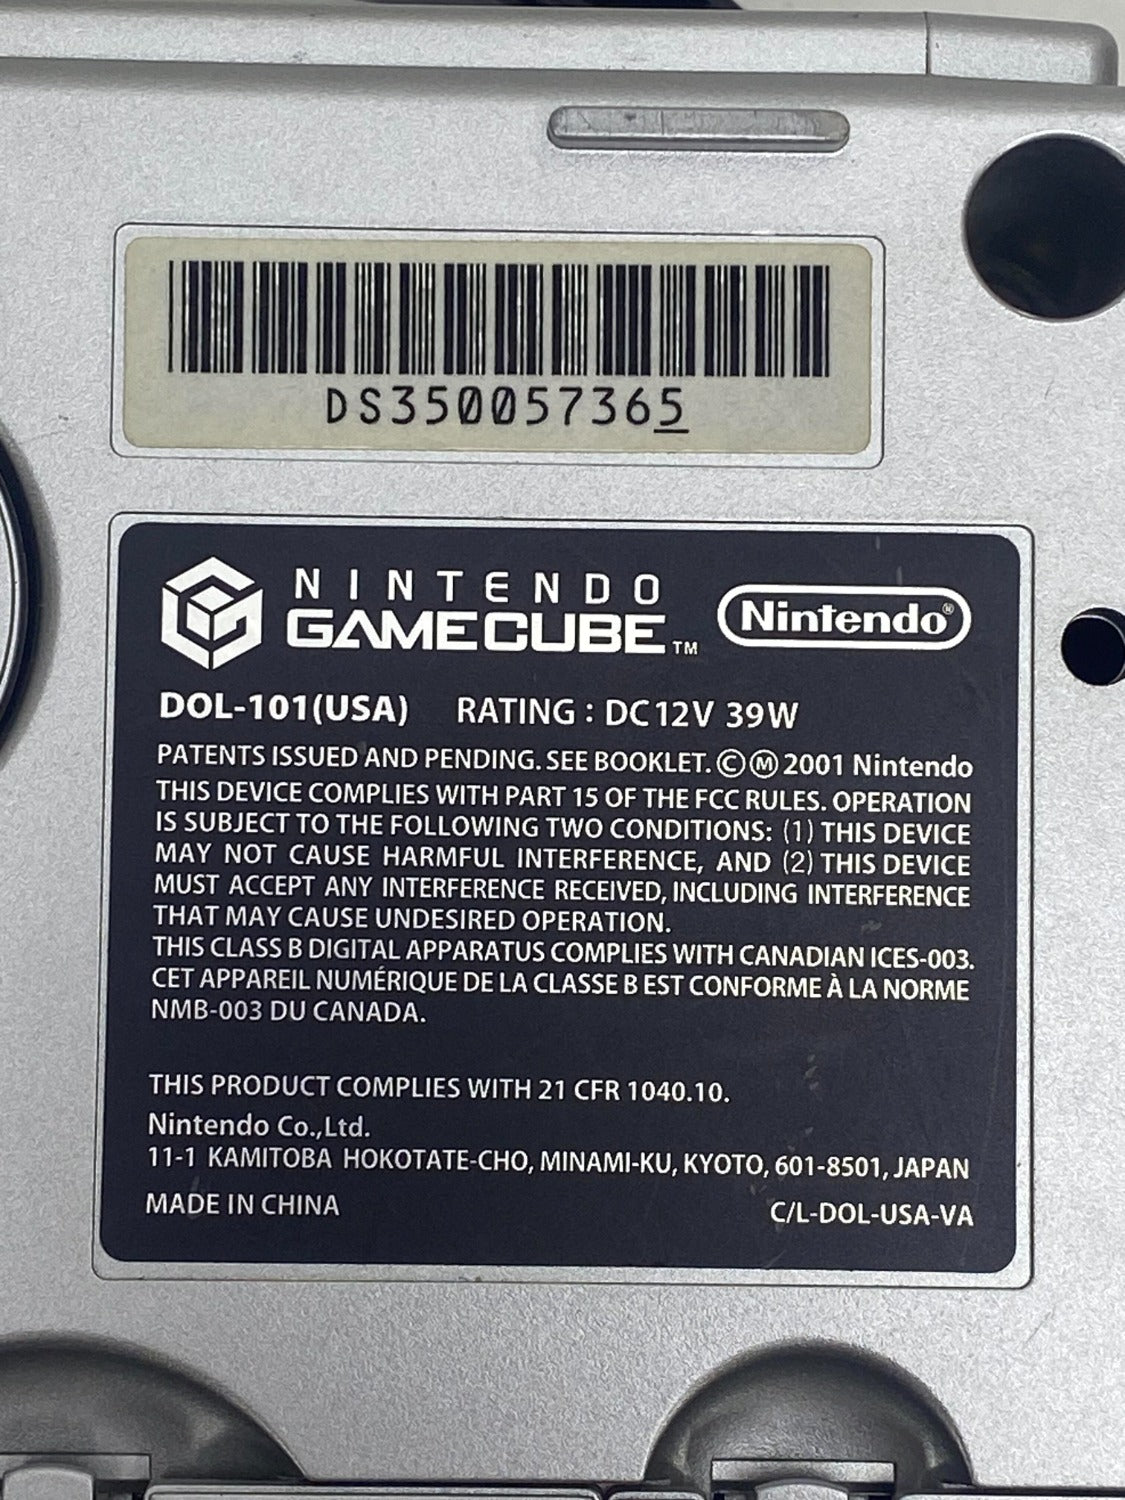 DS350057365
NINTENDO
GAMECUBE™
Nintendo®
DOL-101(USA) RATING : DC12V 39W
PATENTS ISSUED AND PENDING. SEE BOOKLET. ©Ⓜ 2001 Nintendo
THIS DEVICE COMPLIES WITH PART 15 OF THE FCC RULES. OPERATION
IS SUBJECT TO THE FOLLOWING TWO CONDITIONS: (1) THIS DEVICE
MAY NOT CAUSE HARMFUL INTERFERENCE, AND (2) THIS DEVICE
MUST ACCEPT ANY INTERFERENCE RECEIVED, INCLUDING INTERFERENCE
THAT MAY CAUSE UNDESIRED OPERATION.
THIS CLASS B DIGITAL APPARATUS COMPLIES WITH CANADIAN ICES-003.
CET APPAREIL NUMÉRIQUE DE LA CLASSE B EST CONFORME À LA NORME
NMB-003 DU CANADA.
THIS PRODUCT COMPLIES WITH 21 CFR 1040.10.
Nintendo Co.,Ltd.
11-1 KAMITOBA HOKOTATE-CHO, MINAMI-KU, KYOTO, 601-8501, JAPAN
MADE IN CHINA C/L-DOL-USA-VA